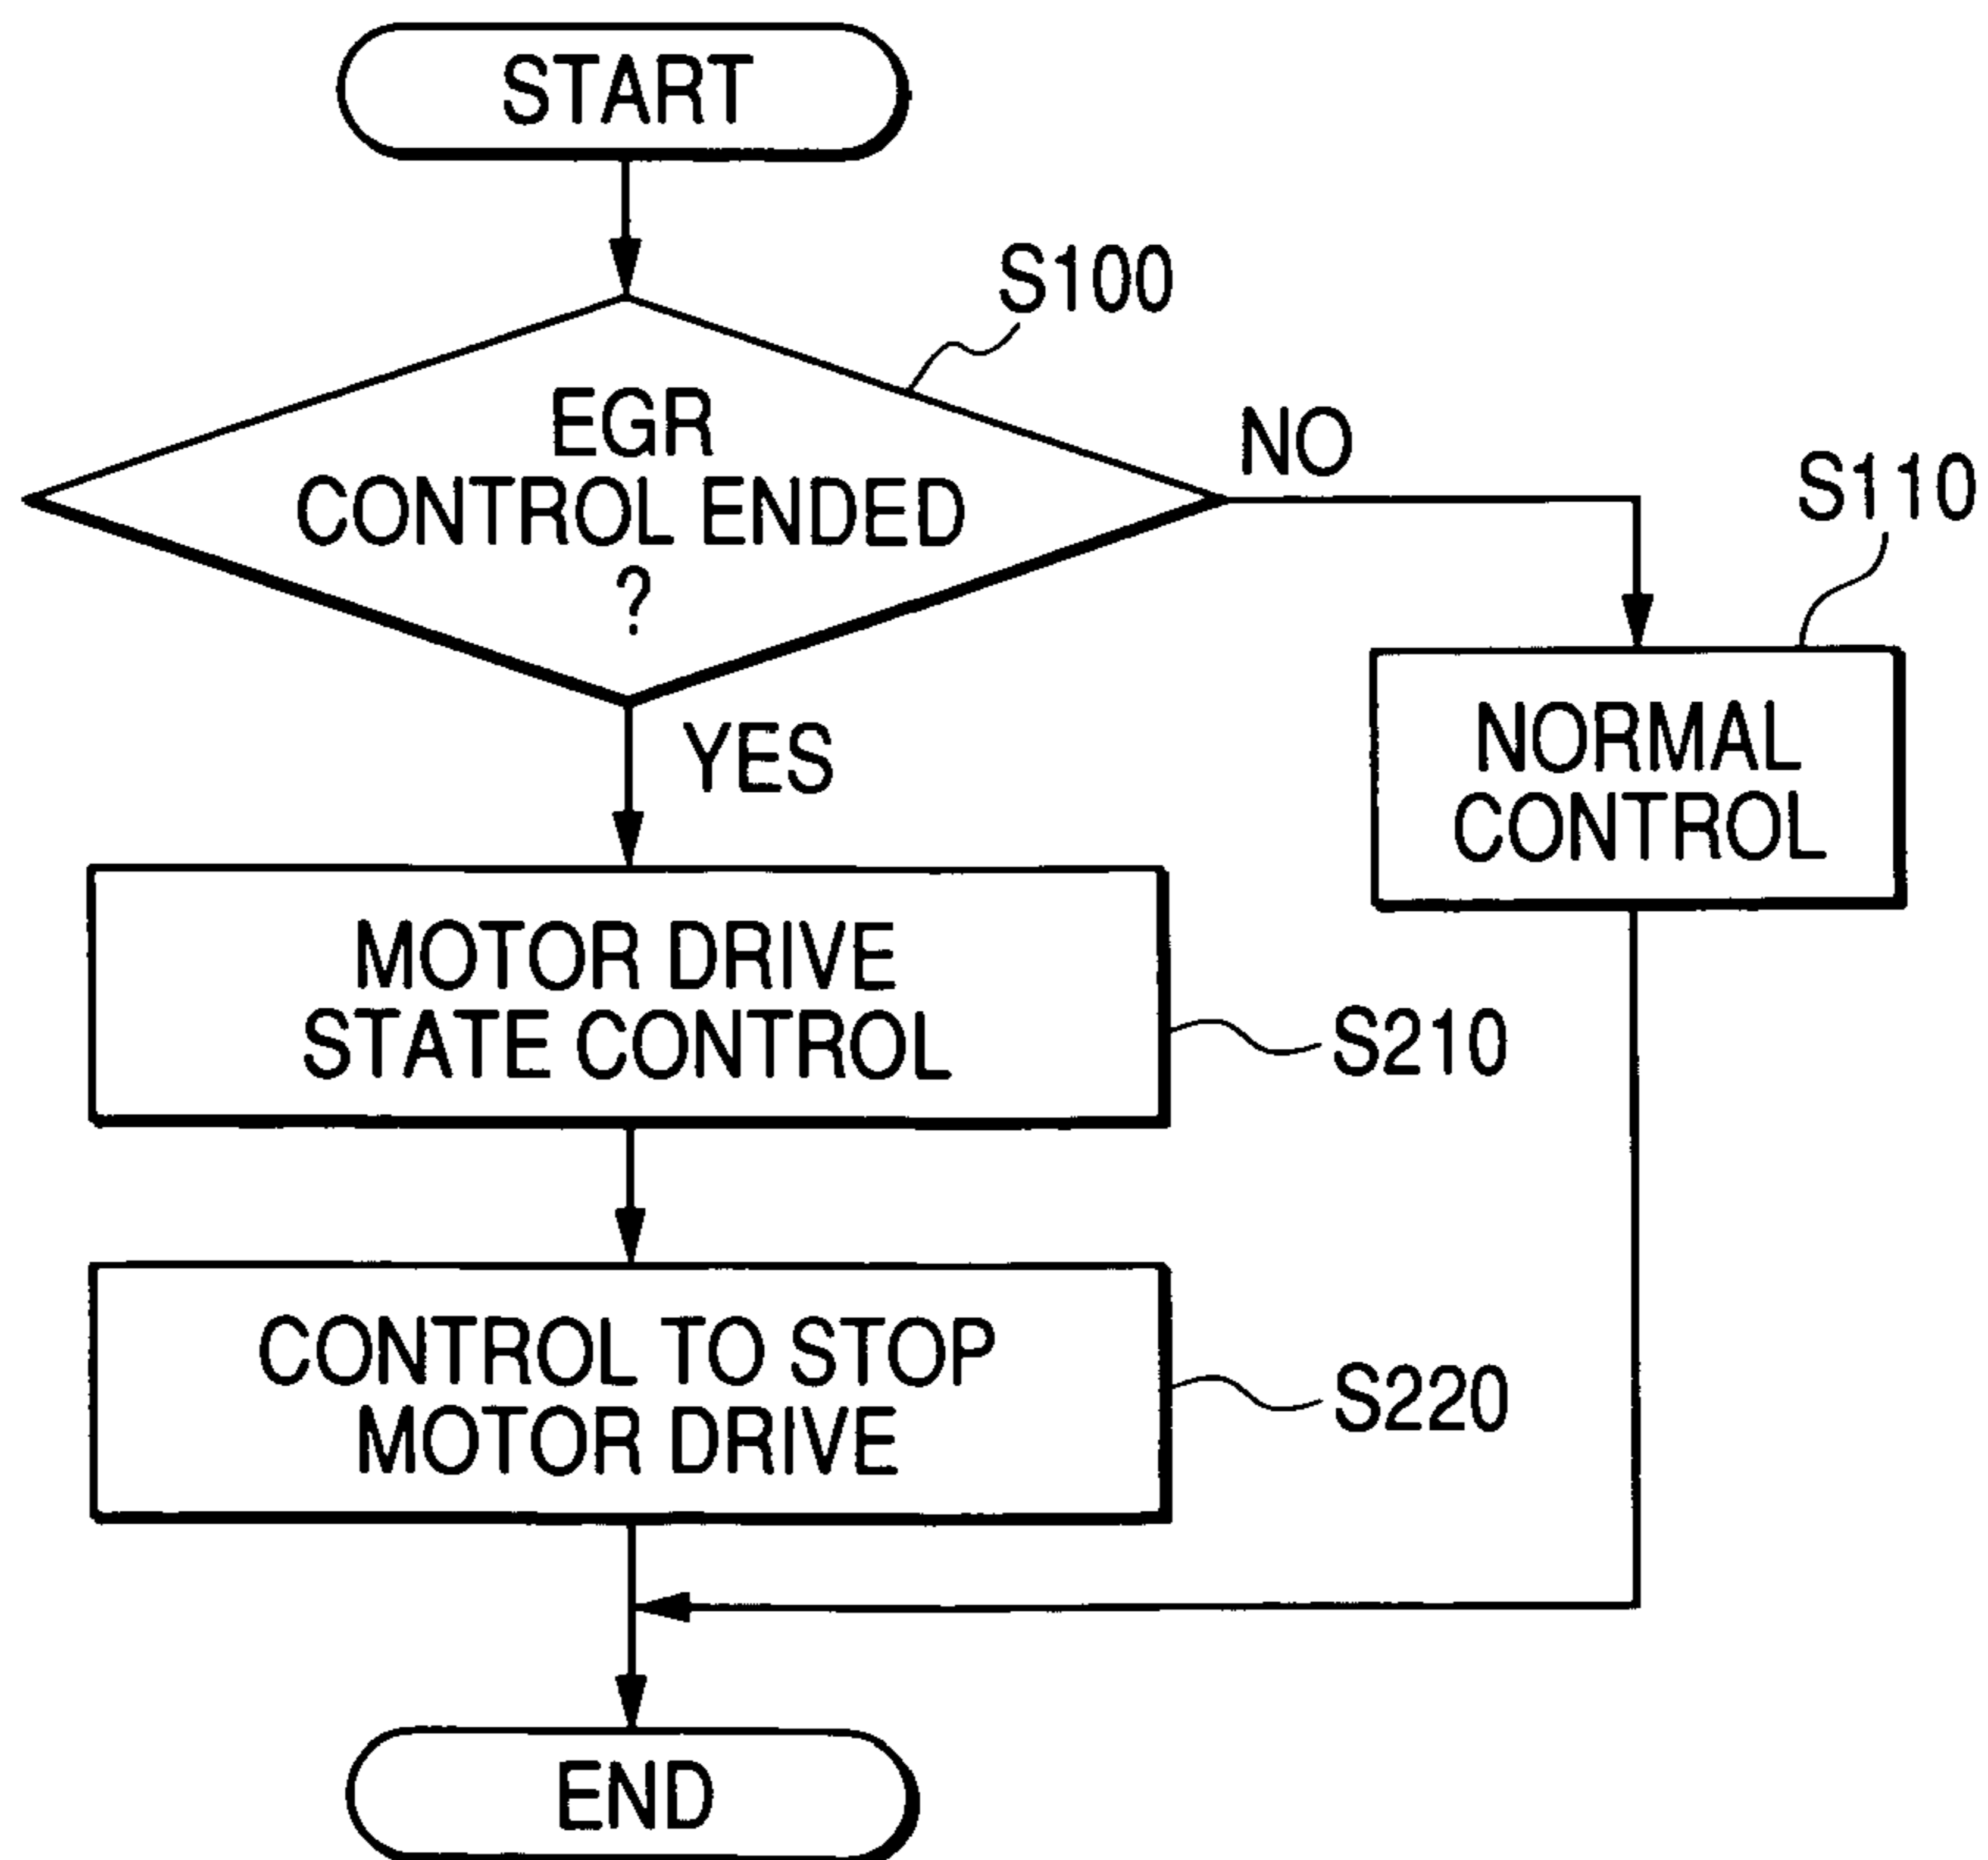 START
S100
EGR
CONTROL ENDED
?
NO
S110
YES
NORMAL
CONTROL
MOTOR DRIVE
STATE CONTROL
S210
CONTROL TO STOP
MOTOR DRIVE
S220
END